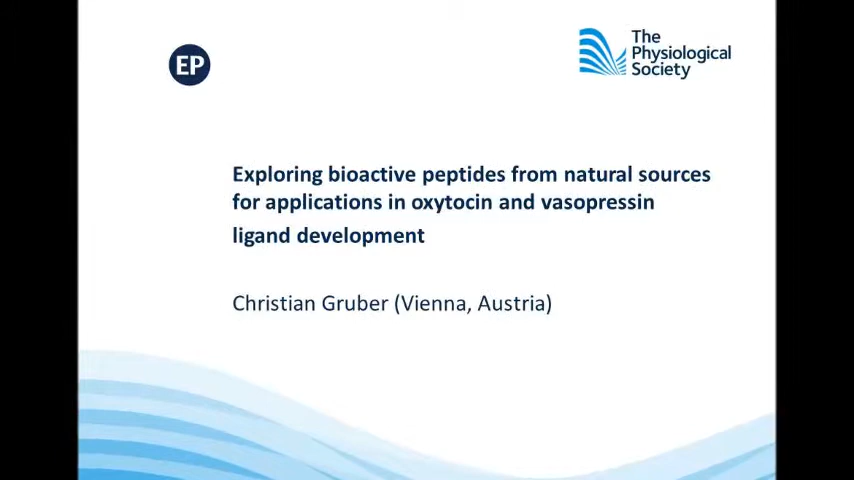 EP
The
Physiological
Society
Exploring bioactive peptides from natural sources
for applications in oxytocin and vasopressin
ligand development
Christian Gruber (Vienna, Austria)